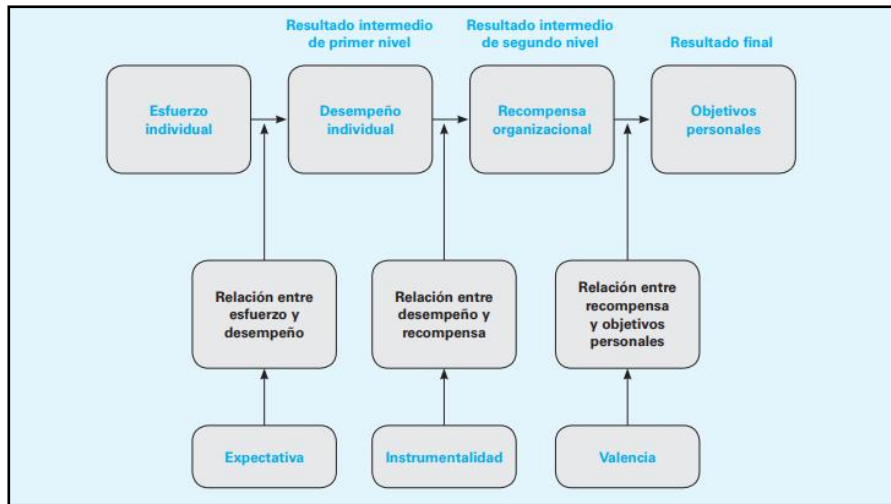 Resultado intermedio
de primer nivel
Resultado intermedio
de segundo nivel
Resultado final
Esfuerzo
individual
Desempeño
individual
Recompensa
organizacional
Objetivos
personales
Relación entre
esfuerzo y
desempeño
Relación entre
desempeño y
recompensa
Relación entre
recompensa
y objetivos
personales
Expectativa
Instrumentalidad
Valencia